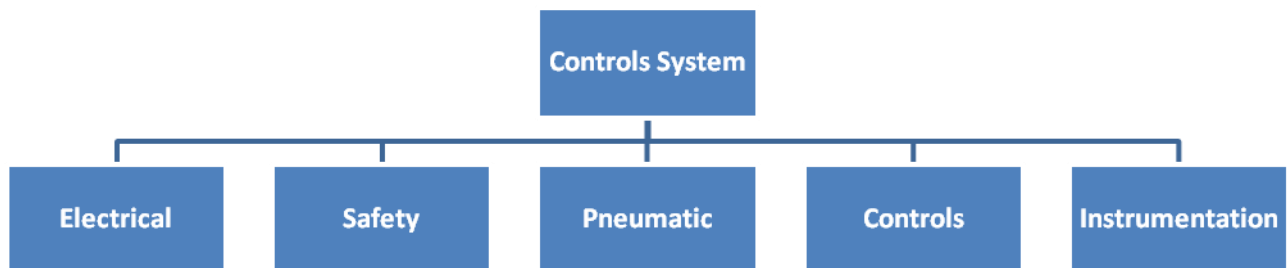 Controls System
Electrical
Safety
Pneumatic
Controls
Instrumentation